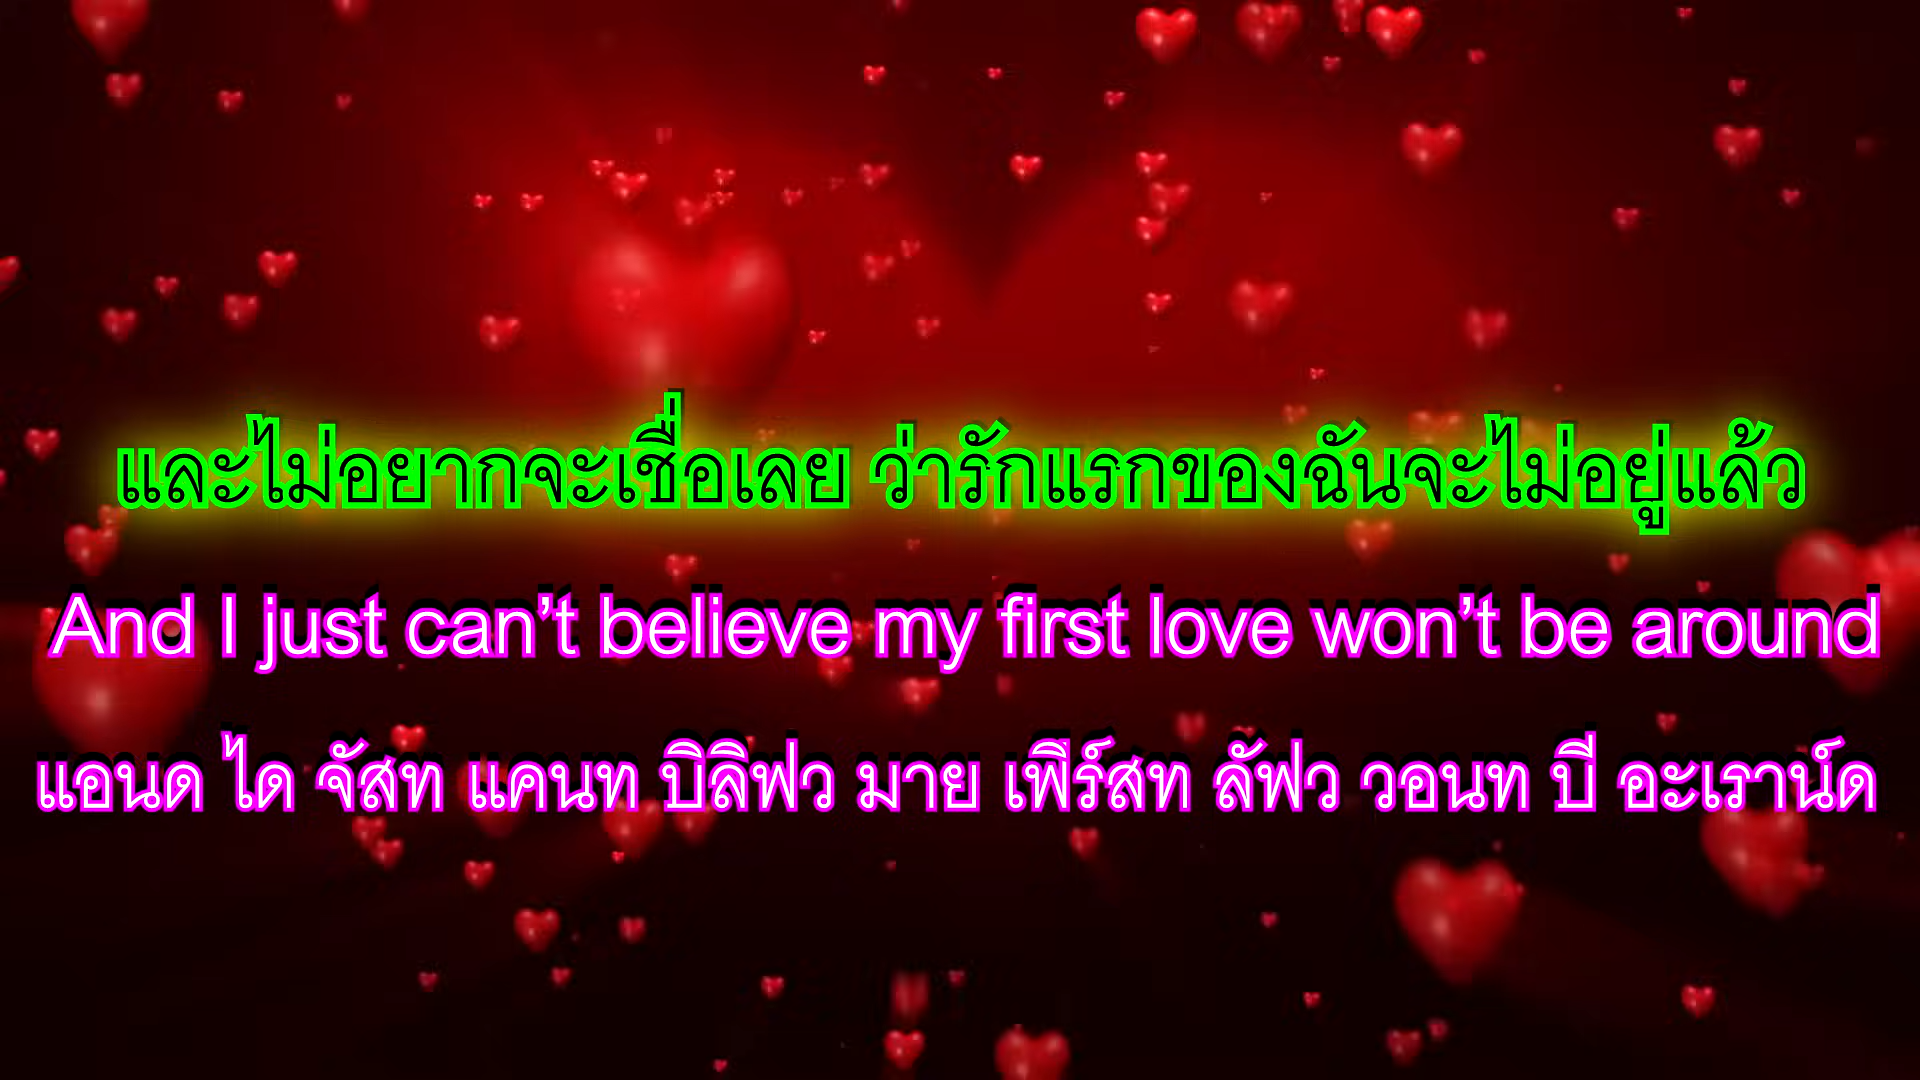 และไม่อยากจะเชื่อเลย ว่ารักแรกของฉันจะไม่อยู่แล้ว
And I just can’t believe my first love won’t be around
แอนด ได จัสท แคนท บิลิฟว มาย เฟิร์สท ลัฟว วอนท บี อะเราน์ด